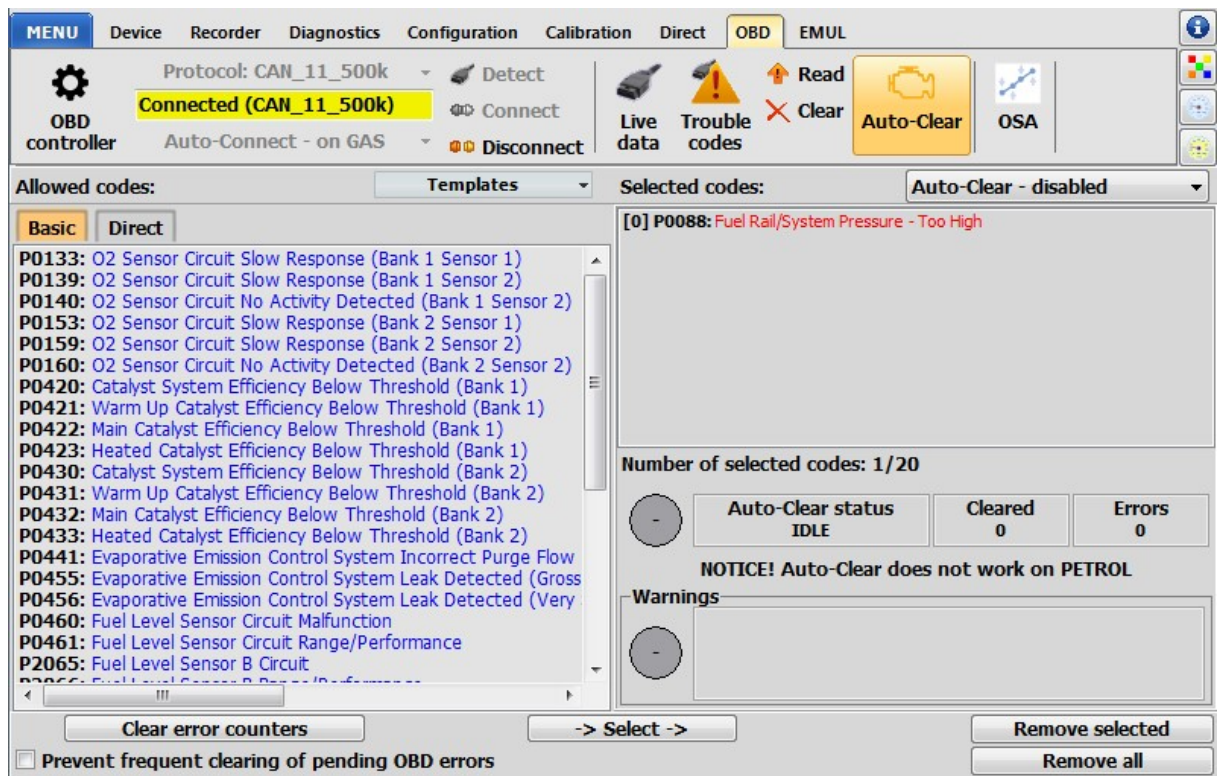 MENU Device Recorder Diagnostics Configuration Calibration Direct OBD EMUL
OBD controller
Protocol: CAN_11_500k
Connected (CAN_11_500k)
Auto-Connect - on GAS
Detect
Connect
Disconnect
Live data
Trouble codes
Read
Clear
Auto-Clear
OSA
Allowed codes:
Templates
Selected codes:
Auto-Clear - disabled
Basic Direct
P0133: O2 Sensor Circuit Slow Response (Bank 1 Sensor 1)
P0139: O2 Sensor Circuit Slow Response (Bank 1 Sensor 2)
P0140: O2 Sensor Circuit No Activity Detected (Bank 1 Sensor 2)
P0153: O2 Sensor Circuit Slow Response (Bank 2 Sensor 1)
P0159: O2 Sensor Circuit Slow Response (Bank 2 Sensor 2)
P0160: O2 Sensor Circuit No Activity Detected (Bank 2 Sensor 2)
P0420: Catalyst System Efficiency Below Threshold (Bank 1)
P0421: Warm Up Catalyst Efficiency Below Threshold (Bank 1)
P0422: Main Catalyst Efficiency Below Threshold (Bank 1)
P0423: Heated Catalyst Efficiency Below Threshold (Bank 1)
P0430: Catalyst System Efficiency Below Threshold (Bank 2)
P0431: Warm Up Catalyst Efficiency Below Threshold (Bank 2)
P0432: Main Catalyst Efficiency Below Threshold (Bank 2)
P0433: Heated Catalyst Efficiency Below Threshold (Bank 2)
P0441: Evaporative Emission Control System Incorrect Purge Flow
P0455: Evaporative Emission Control System Leak Detected (Gross
P0456: Evaporative Emission Control System Leak Detected (Very
P0460: Fuel Level Sensor Circuit Malfunction
P0461: Fuel Level Sensor Circuit Range/Performance
P2065: Fuel Level Sensor B Circuit
[0] P0088: Fuel Rail/System Pressure - Too High
Number of selected codes: 1/20
- Auto-Clear status
IDLE
Cleared
0
Errors
0
NOTICE! Auto-Clear does not work on PETROL
Warnings
-
Clear error counters
-> Select ->
Remove selected
Prevent frequent clearing of pending OBD errors
Remove all